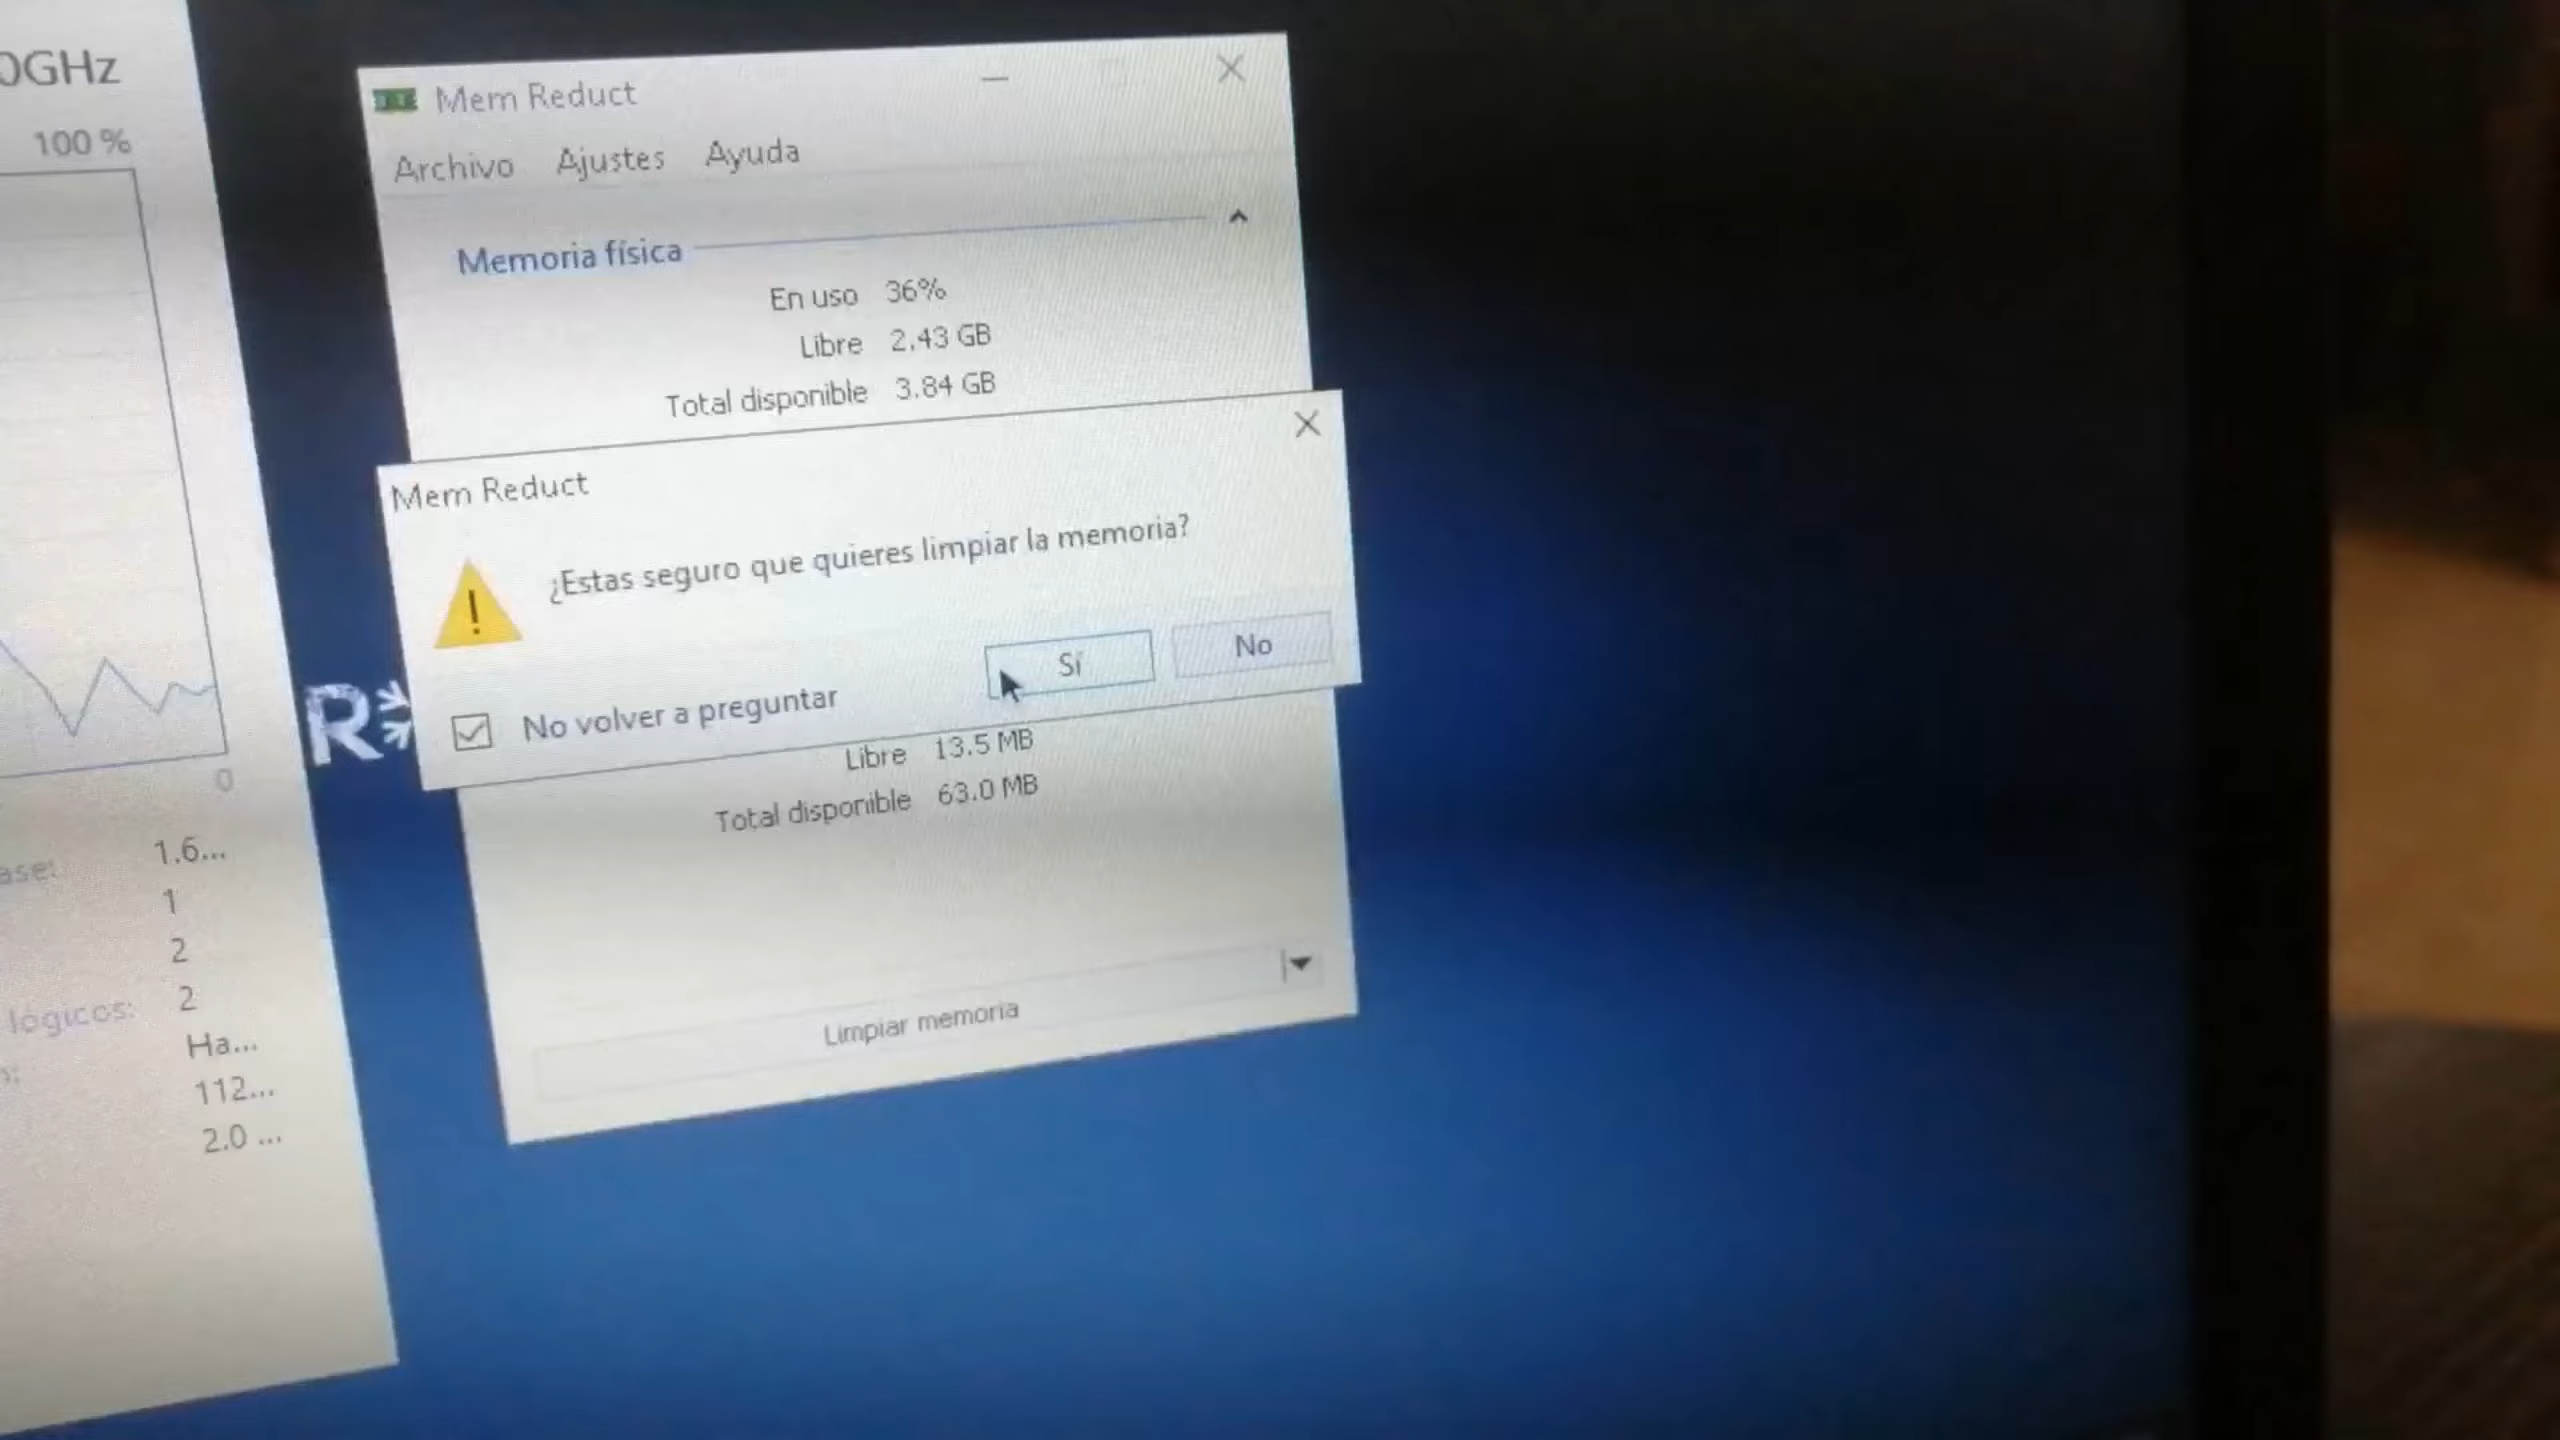 0GHz
100 %
0
ase:
1.6...
1
2
lógicos:
2
Ha...
112...
2.0 ...
R
Mem Reduct
Archivo Ajustes Ayuda
Memoria física
En uso 36%
Libre 2.43 GB
Total disponible 3.84 GB
Mem Reduct
¿Estas seguro que quieres limpiar la memoria?
Sí No
No volver a preguntar
Libre 13.5 MB
Total disponible 63.0 MB
Limpiar memoria